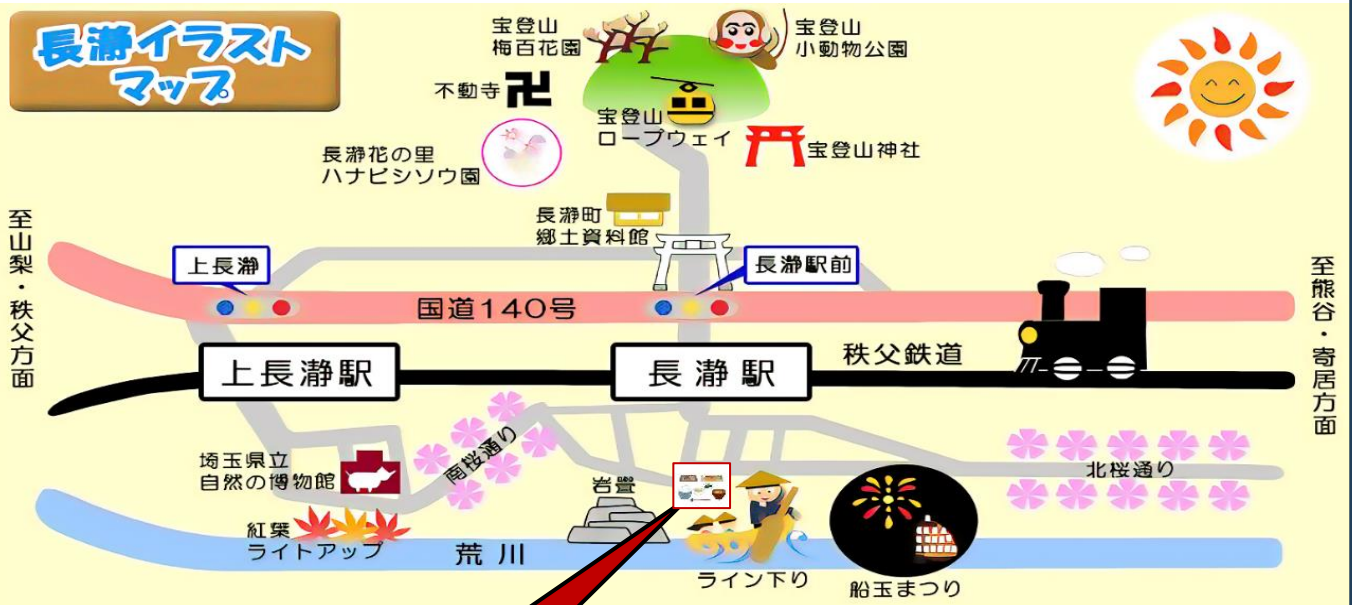 長瀞イラスト
マップ
宝登山
梅百花園
宝登山
小動物公園
不動寺
卍
宝登山
ロープウェイ
宝登山神社
長瀞花の里
ハナビシソウ園
長瀞町
郷土資料館
至山梨・秩父方面
上長瀞
長瀞駅前
至熊谷・寄居方面
国道140号
上長瀞駅
長瀞駅
秩父鉄道
南桜通り
北桜通り
埼玉県立
自然の博物館
岩畳
紅葉
ライトアップ
荒川
ライン下り
船玉まつり